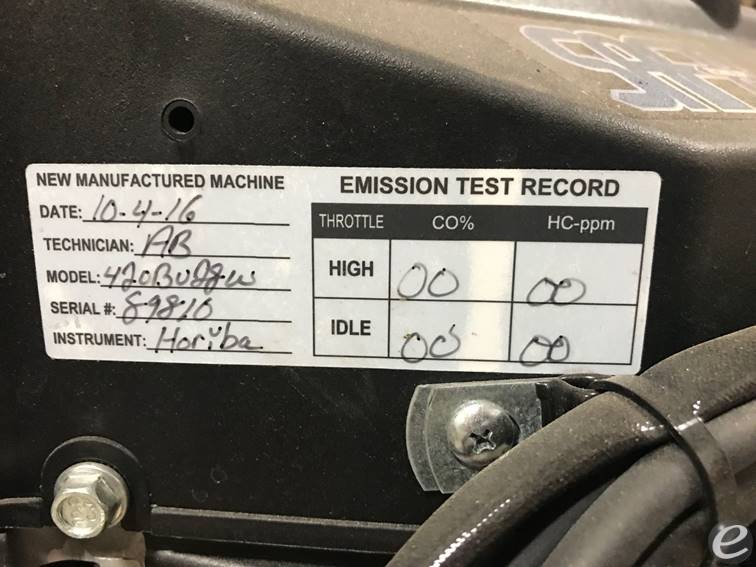 NEW MANUFACTURED MACHINE
DATE: 10-4-16
TECHNICIAN: AB
MODEL: 420BU28-W
SERIAL #: 89810
INSTRUMENT: Horiba
EMISSION TEST RECORD
THROTTLE CO% HC-ppm
HIGH 00 00
IDLE 00 00
e